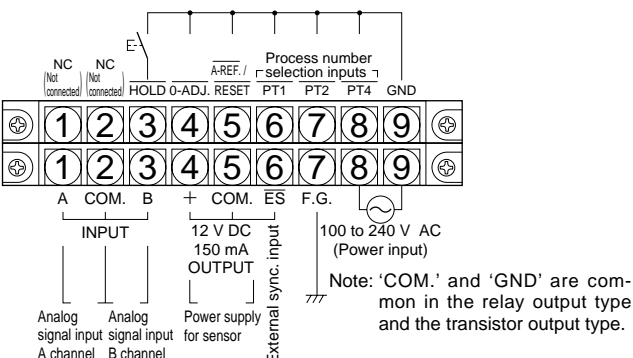 NC
(Not connected)
NC
(Not connected)
HOLD
0-ADJ.
A-REF. /
RESET
Process number
selection inputs
PT1
PT2
PT4
GND
1 2 3 4 5 6 7 8 9
1 2 3 4 5 6 7 8 9
A
COM.
B
+
COM.
ES
F.G.
INPUT
12 V DC
150 mA
OUTPUT
External sync. input
100 to 240 V AC
(Power input)
Analog
signal input
A channel
Analog
signal input
B channel
Power supply
for sensor
Note: ‘COM.’ and ‘GND’ are com-
mon in the relay output type
and the transistor output type.
E